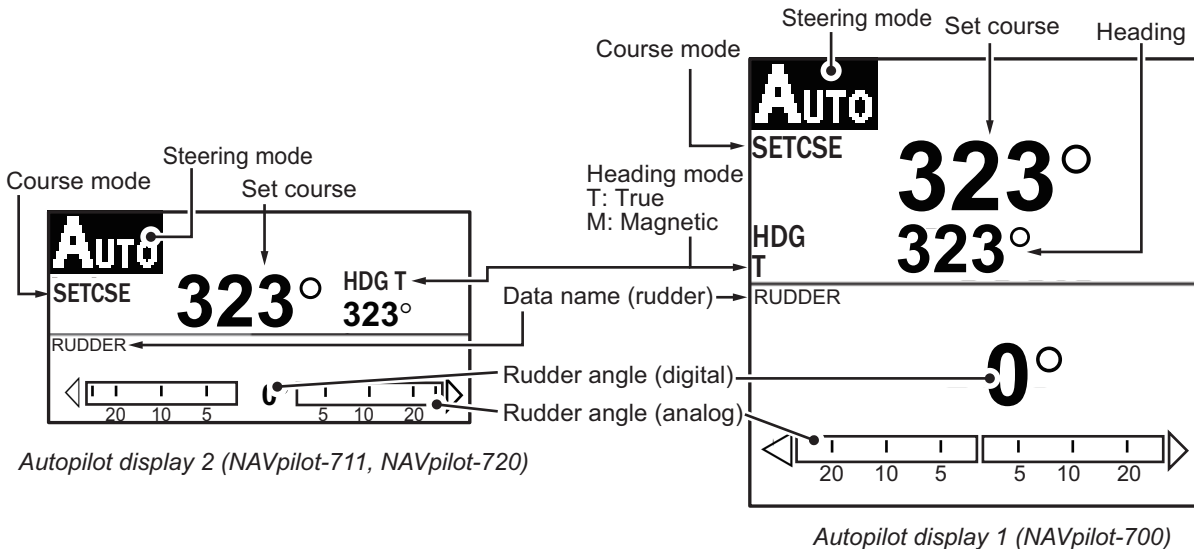 Steering mode
Set course
Heading
Course mode
AUTO
SETCSE
323°
Heading mode
T: True
M: Magnetic
HDG
T
323°
Data name (rudder)
RUDDER
Rudder angle (digital)
0°
Rudder angle (analog)
20 10 5 5 10 20
Autopilot display 1 (NAVpilot-700)
Steering mode
Course mode
Set course
AUTO
SETCSE
323°
HDG T
323°
RUDDER
0
20 10 5 5 10 20
Autopilot display 2 (NAVpilot-711, NAVpilot-720)